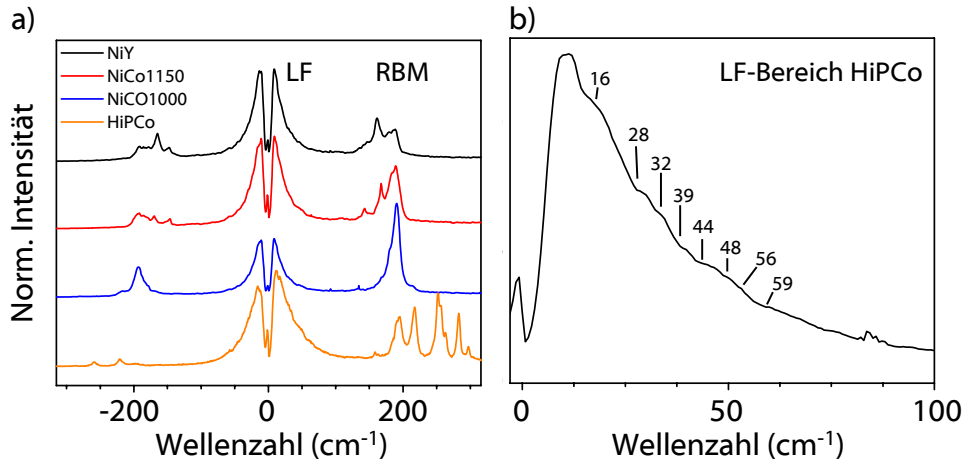 a)
NiY
NiCo1150
NiCO1000
HiPCo
LF
RBM
Norm. Intensität
-200
0
200
Wellenzahl (cm-1)
b)
LF-Bereich HiPCo
16
28
32
39
44
48
56
59
0
50
100
Wellenzahl (cm-1)